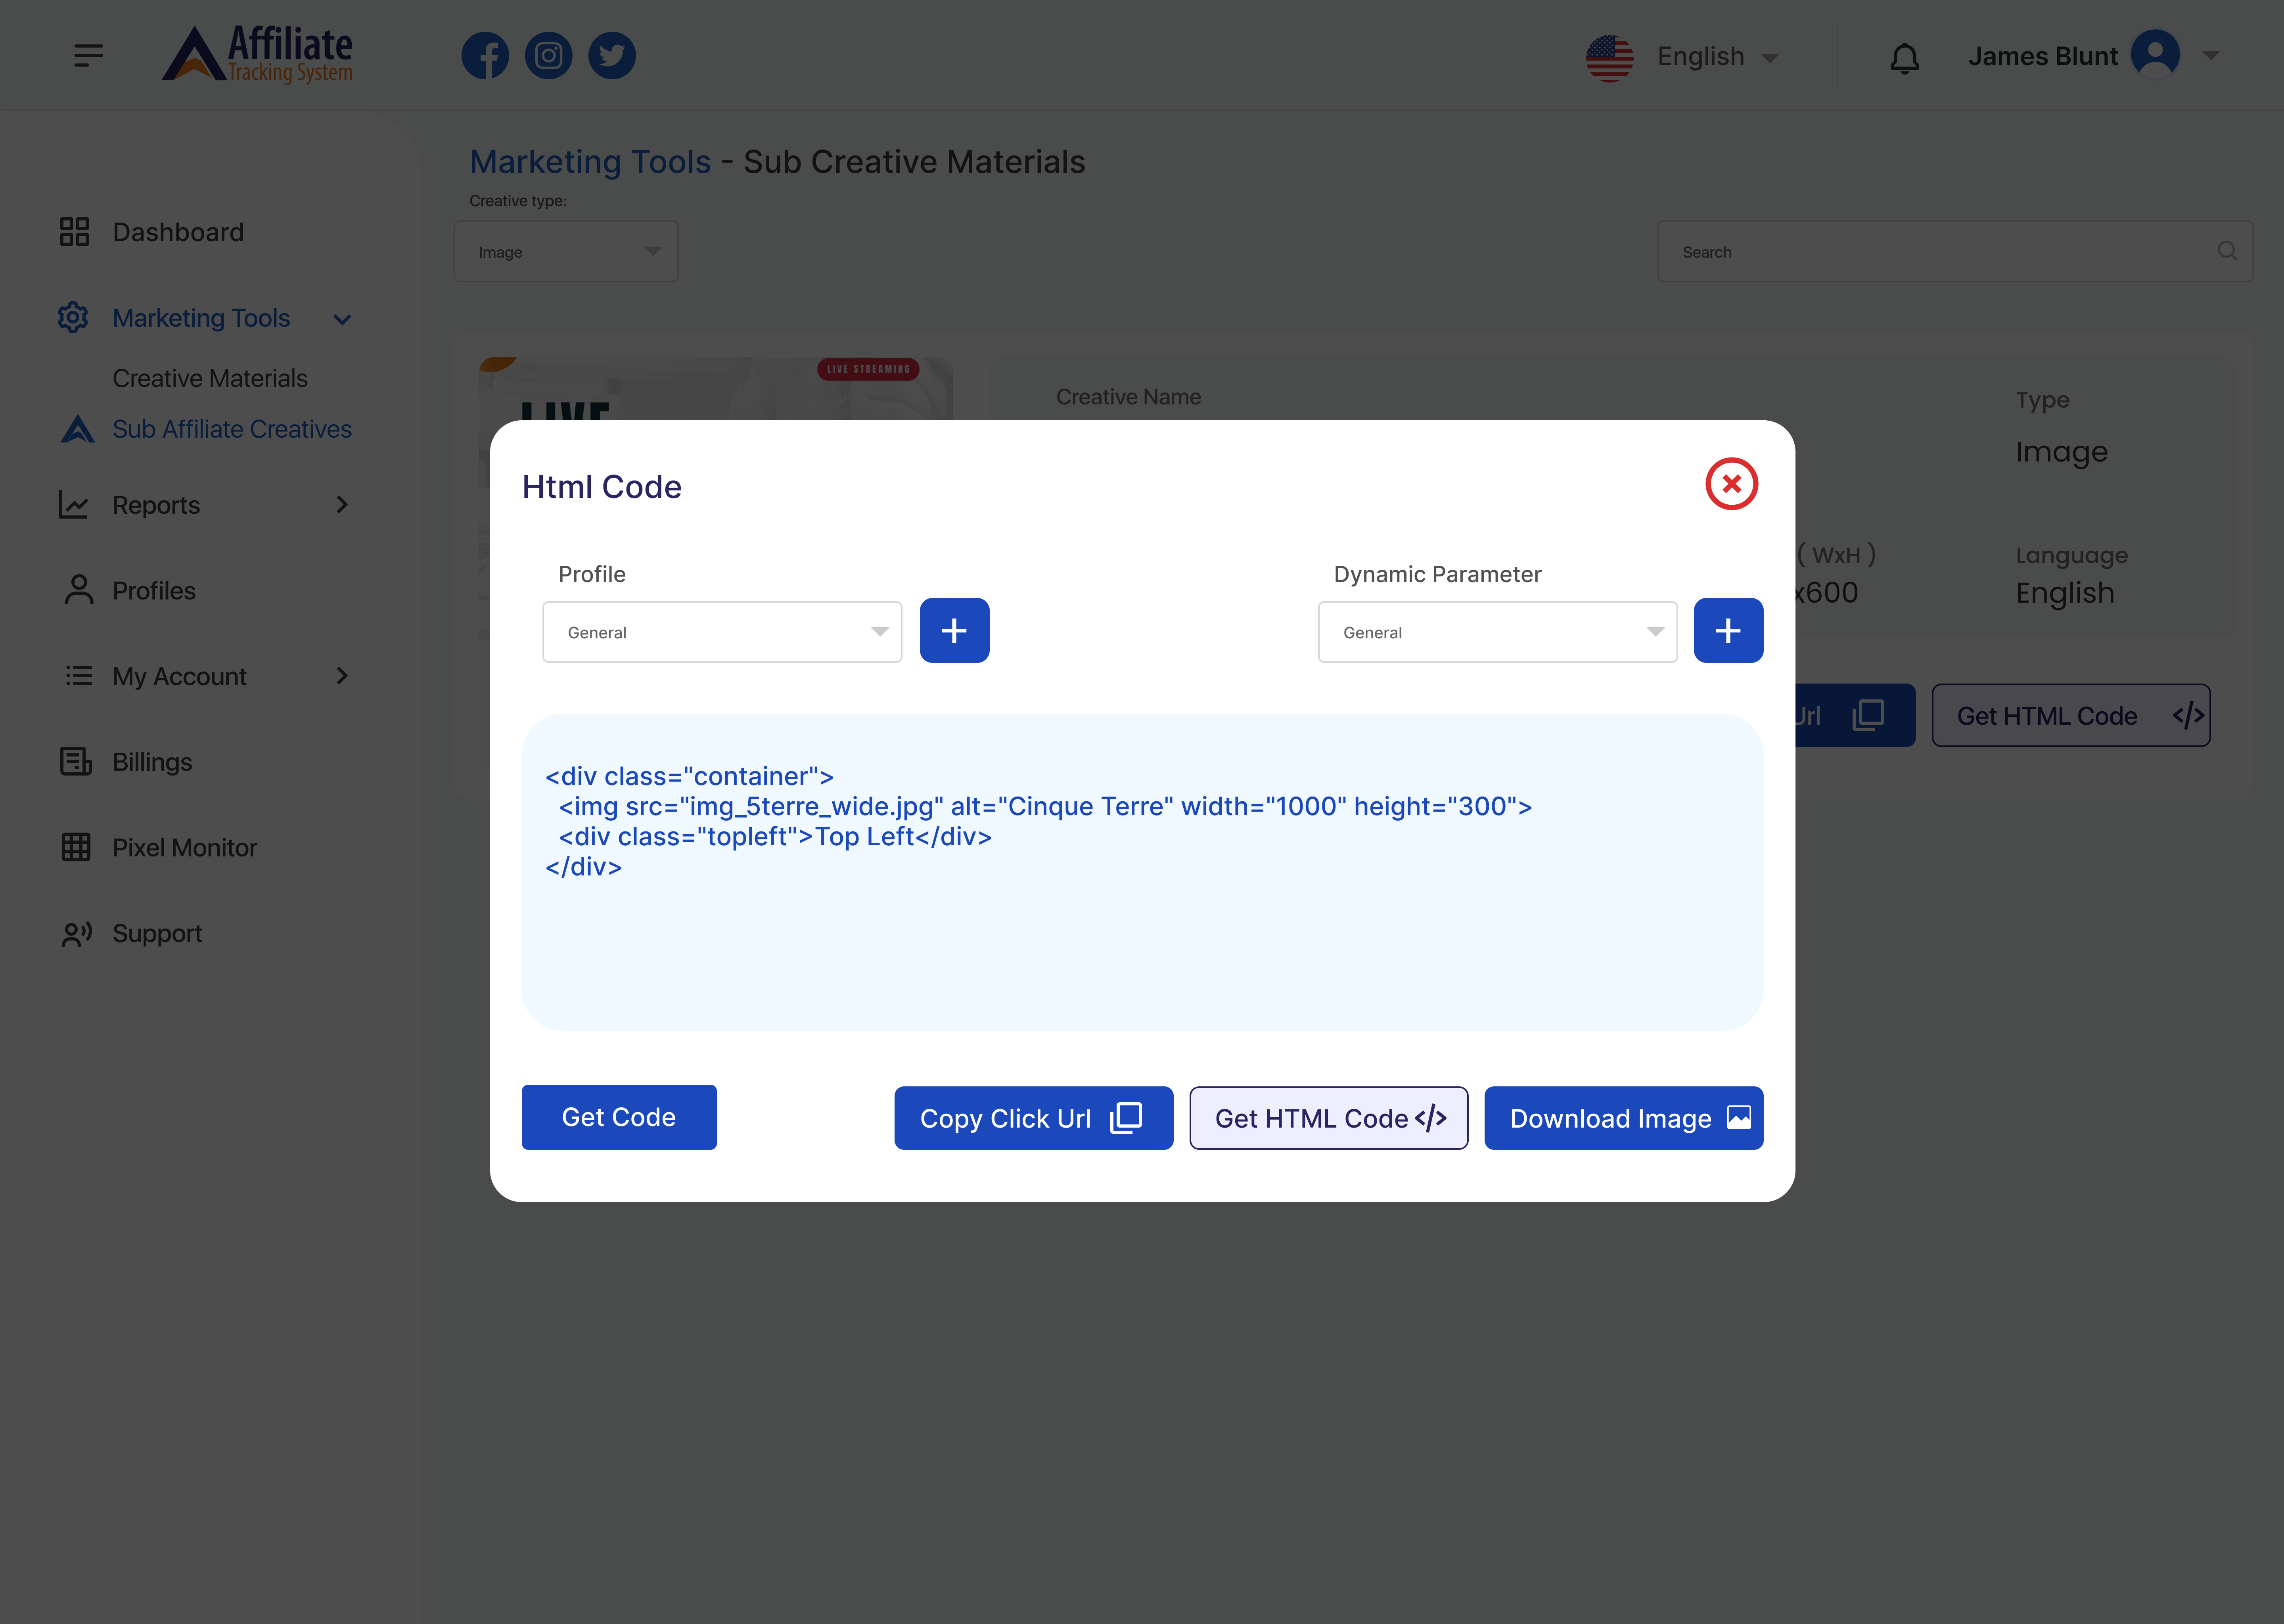 Affiliate
Tracking System
English
James Blunt
Marketing Tools - Sub Creative Materials
Creative type:
Image
Search
Dashboard
Marketing Tools
Creative Materials
Sub Affiliate Creatives
Reports
Profiles
My Account
Billings
Pixel Monitor
Support
LIVE STREAMING
LIVE
Creative Name
Type
Image
( WxH )
x600
Language
English
Url
Get HTML Code </>
Html Code
Profile
General
Dynamic Parameter
General
<div class="container">
<img src="img_5terre_wide.jpg" alt="Cinque Terre" width="1000" height="300">
<div class="topleft">Top Left</div>
</div>
Get Code
Copy Click Url
Get HTML Code </>
Download Image